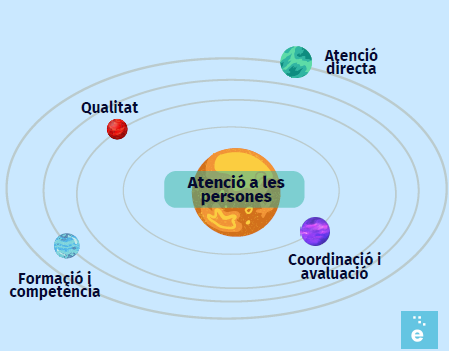 Atenció
directa
Qualitat
Atenció a les
persones
Coordinació i
avaluació
Formació i
competència
e